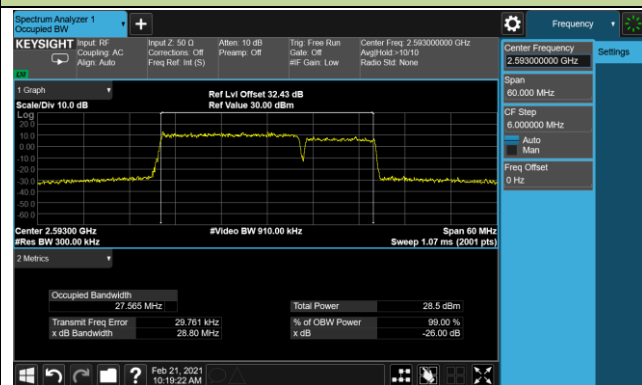 Spectrum Analyzer 1
Occupied BW
Frequency
KEYSIGHT
Input: RF
Coupling: AC
Align: Auto
Input Z: 50 Ω
Corrections: Off
Freq Ref: Int (S)
Atten: 10 dB
Preamp: Off
Trig: Free Run
Gate: Off
#IF Gain: Low
Center Freq: 2.593000000 GHz
Avg|Hold:>10/10
Radio Std: None
LXI
Center Frequency
2.593000000 GHz
Settings
Span
60.000 MHz
CF Step
6.000000 MHz
Auto
Man
Freq Offset
0 Hz
1 Graph
Scale/Div 10.0 dB
Ref Lvl Offset 32.43 dB
Ref Value 30.00 dBm
Log
20.0
10.0
0.00
-10.0
-20.0
-30.0
-40.0
-50.0
-60.0
Center 2.59300 GHz
#Res BW 300.00 kHz
#Video BW 910.00 kHz
Span 60 MHz
Sweep 1.07 ms (2001 pts)
2 Metrics
Occupied Bandwidth
27.565 MHz
Total Power 28.5 dBm
Transmit Freq Error 29.761 kHz
% of OBW Power 99.00 %
x dB Bandwidth 28.80 MHz
x dB -26.00 dB
?
Feb 21, 2021
10:19:22 AM